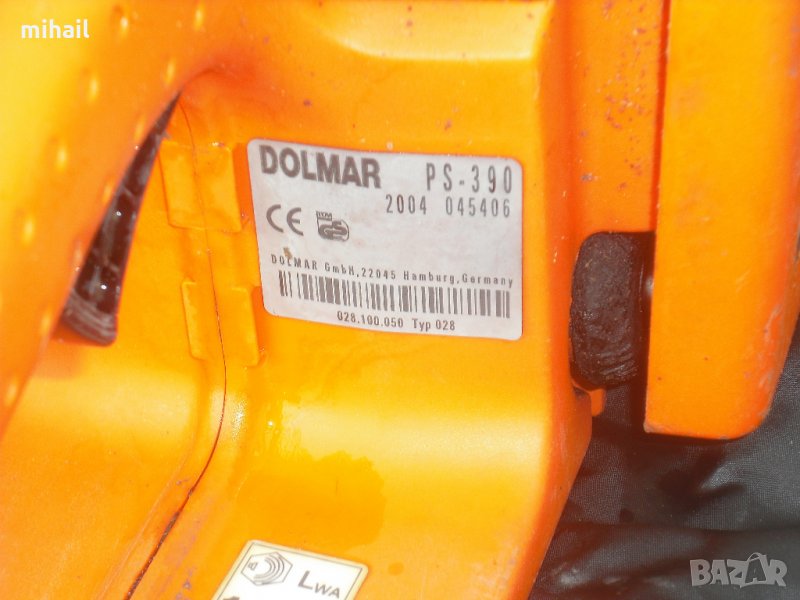 mihail
DOLMAR PS-390
2004 045406
CE
DOLMAR GmbH, 22045 Hamburg, Germany
028.100.050 Typ 028
LWA
BAZAR